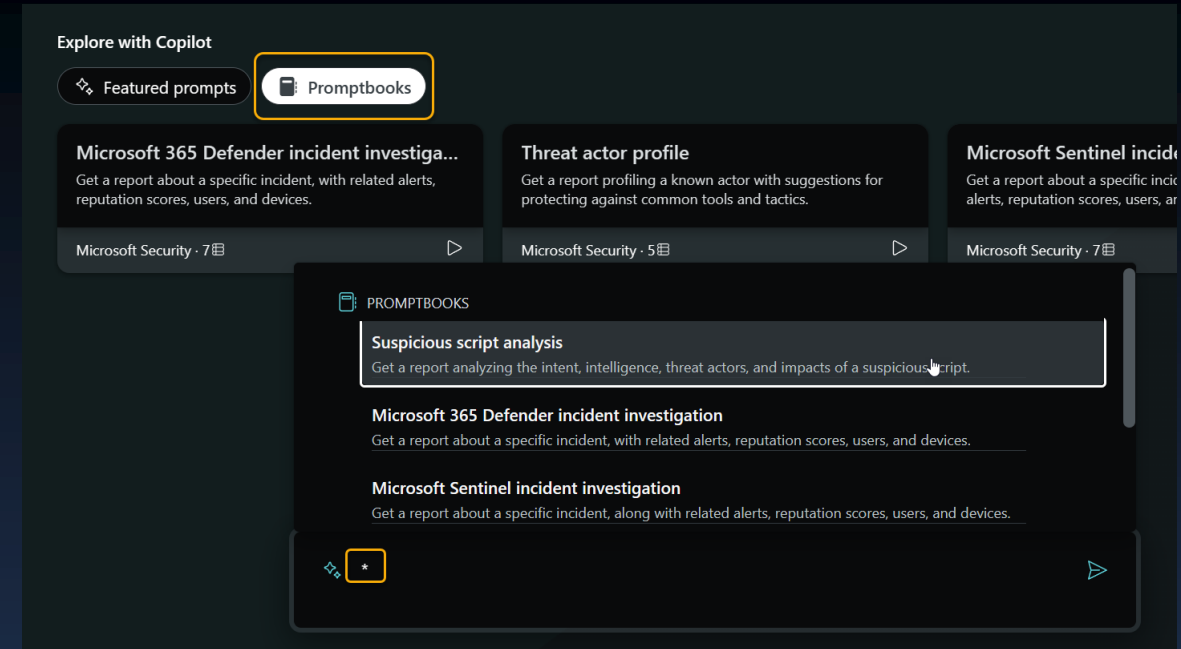 Explore with Copilot
Featured prompts
Promptbooks
Microsoft 365 Defender incident investiga...
Get a report about a specific incident, with related alerts,
reputation scores, users, and devices.
Microsoft Security · 7
Threat actor profile
Get a report profiling a known actor with suggestions for
protecting against common tools and tactics.
Microsoft Security · 5
Microsoft Sentinel
Get a report about a specific
alerts, reputation scores, users,
Microsoft Security · 7
PROMPTBOOKS
Suspicious script analysis
Get a report analyzing the intent, intelligence, threat actors, and impacts of a suspicious script.
Microsoft 365 Defender incident investigation
Get a report about a specific incident, with related alerts, reputation scores, users, and devices.
Microsoft Sentinel incident investigation
Get a report about a specific incident, along with related alerts, reputation scores, users, and devices.
*